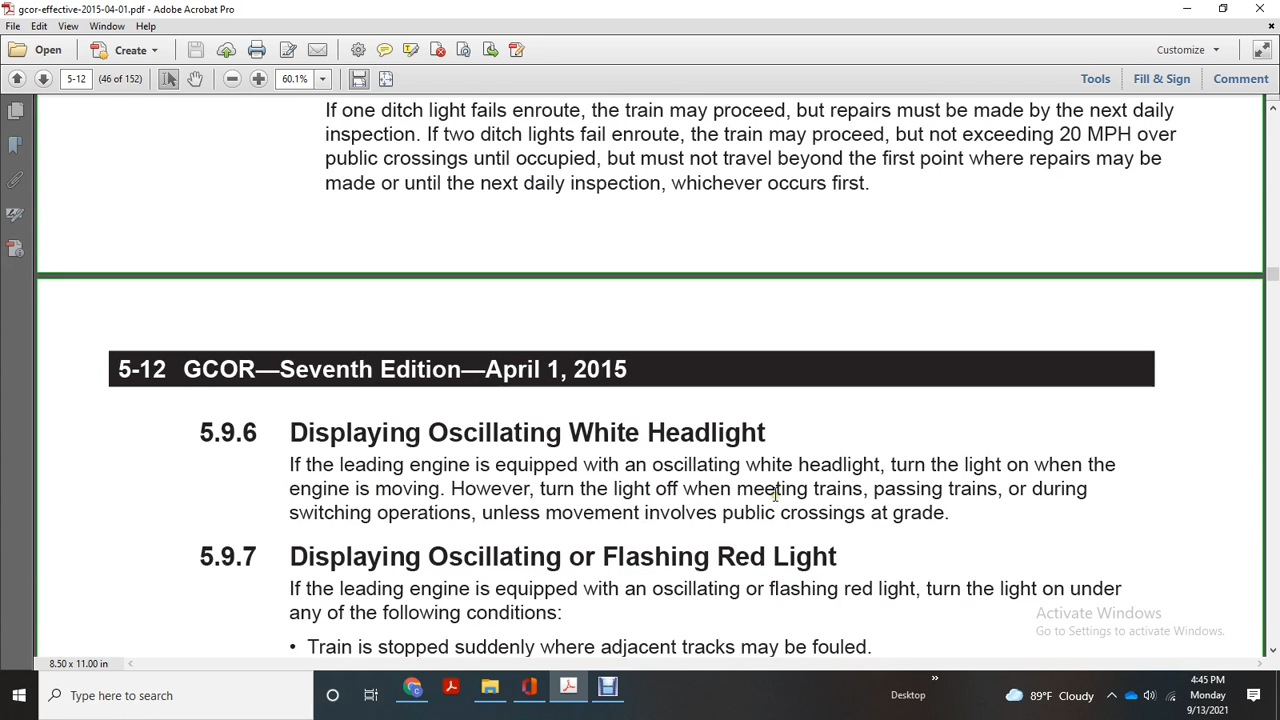 gcor-effective-2015-04-01.pdf - Adobe Acrobat Pro
File Edit View Window Help
Open Create Customize
5-12 (46 of 152) 60.1% Tools Fill & Sign Comment
If one ditch light fails enroute, the train may proceed, but repairs must be made by the next daily
inspection. If two ditch lights fail enroute, the train may proceed, but not exceeding 20 MPH over
public crossings until occupied, but must not travel beyond the first point where repairs may be
made or until the next daily inspection, whichever occurs first.
5-12 GCOR—Seventh Edition—April 1, 2015
5.9.6 Displaying Oscillating White Headlight
If the leading engine is equipped with an oscillating white headlight, turn the light on when the
engine is moving. However, turn the light off when meeting trains, passing trains, or during
switching operations, unless movement involves public crossings at grade.
5.9.7 Displaying Oscillating or Flashing Red Light
If the leading engine is equipped with an oscillating or flashing red light, turn the light on under
any of the following conditions:
Activate Windows
Go to Settings to activate Windows.
• Train is stopped suddenly where adjacent tracks may be fouled.
8.50 x 11.00 in
Type here to search
Desktop
89°F Cloudy
4:45 PM
Monday
9/13/2021